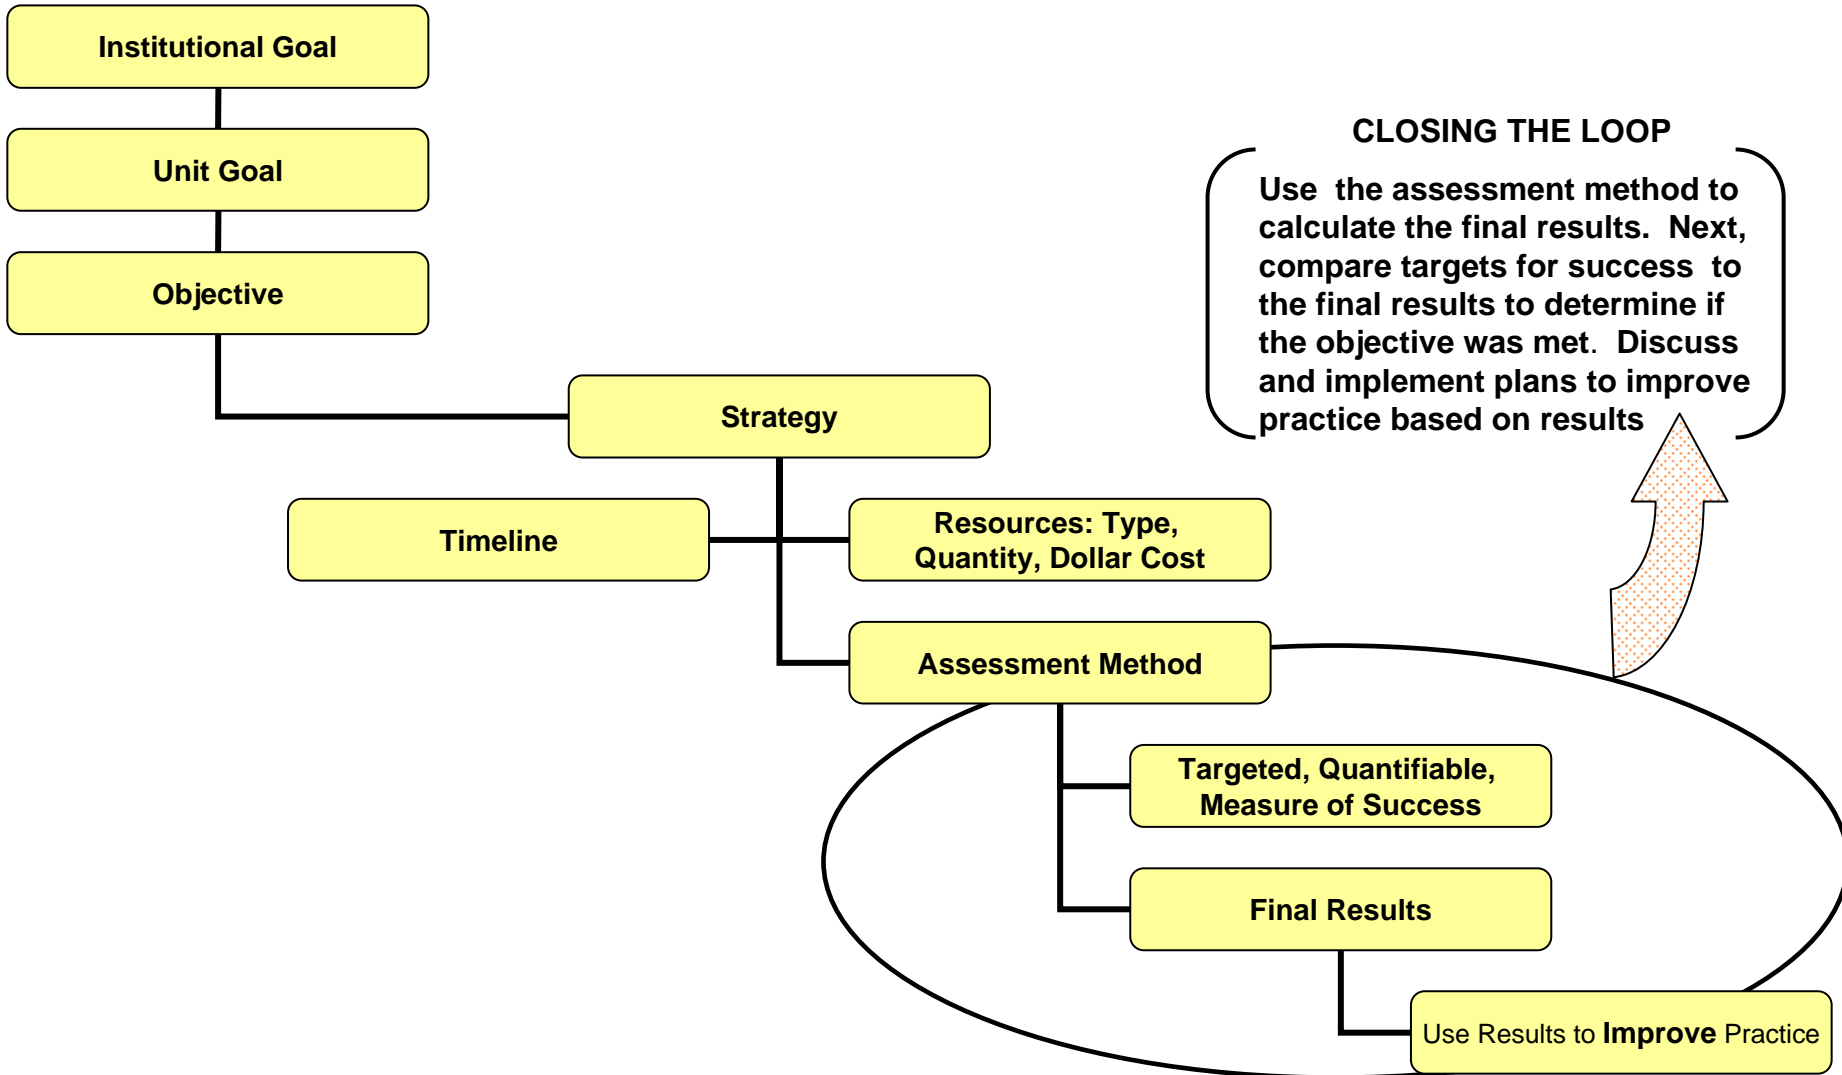 Institutional Goal
Unit Goal
Objective
Strategy
Timeline
Resources: Type,
Quantity, Dollar Cost
Assessment Method
Targeted, Quantifiable,
Measure of Success
Final Results
Use Results to Improve Practice
CLOSING THE LOOP
Use the assessment method to
calculate the final results. Next,
compare targets for success to
the final results to determine if
the objective was met. Discuss
and implement plans to improve
practice based on results